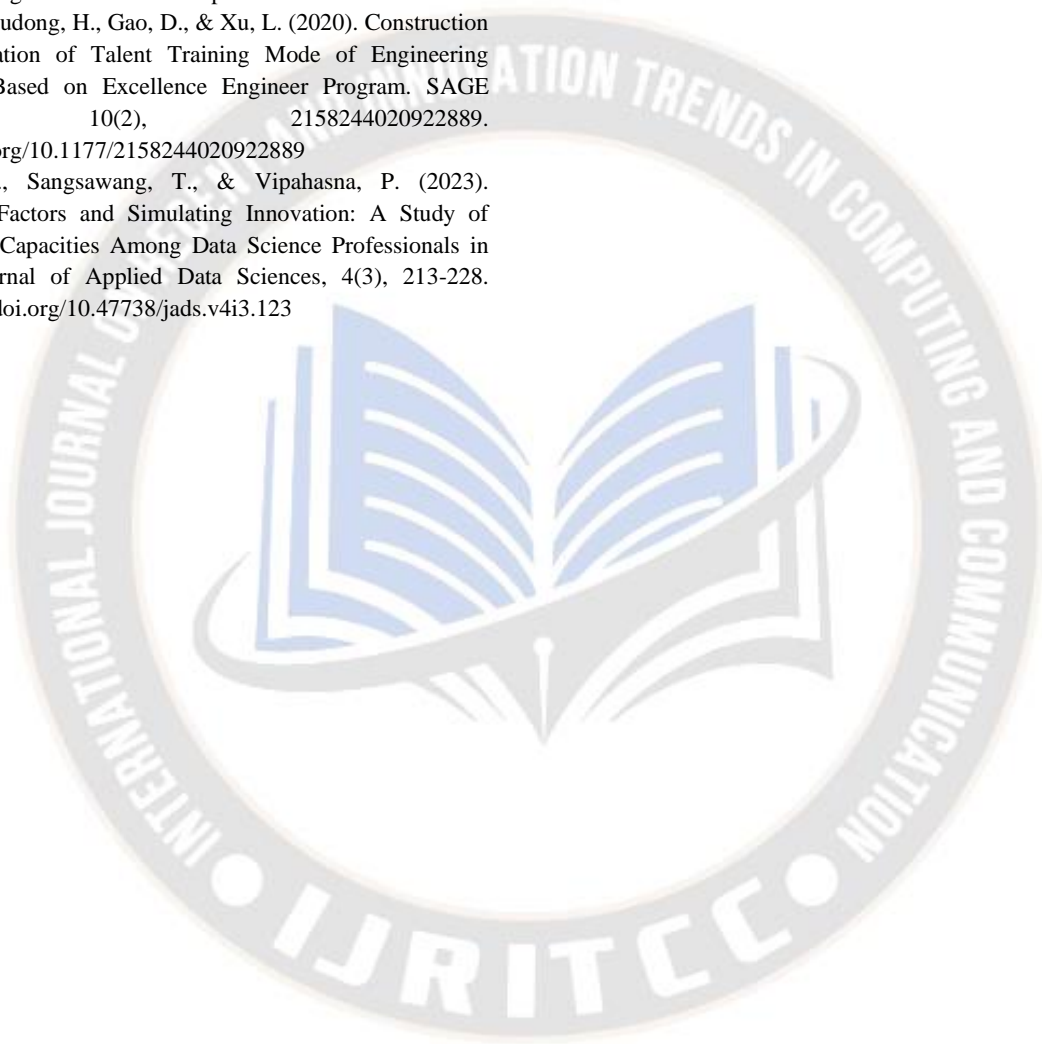 udong, H., Gao, D., & Xu, L. (2020). Construction
ation of Talent Training Mode of Engineering
Based on Excellence Engineer Program. SAGE
10(2), 2158244020922889.
org/10.1177/2158244020922889
., Sangsawang, T., & Vipahasna, P. (2023).
Factors and Simulating Innovation: A Study of
Capacities Among Data Science Professionals in
rnal of Applied Data Sciences, 4(3), 213-228.
doi.org/10.47738/jads.v4i3.123
INTERNATIONAL JOURNAL ON RECENT AND INNOVATION TRENDS IN COMPUTING AND COMMUNICATION
IJRITCC